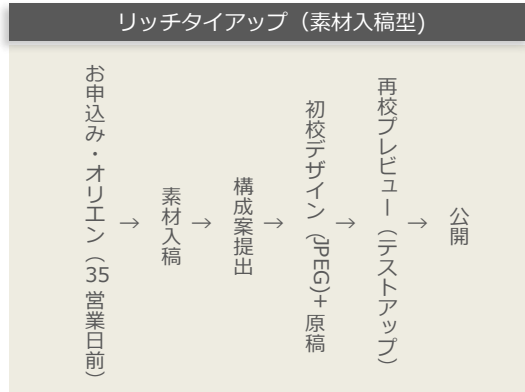 リッチタイアップ（素材入稿型)
お申込み・オリエン（35営業日前）
→
素材入稿
→
構成案提出
→
初校デザイン（JPEG)＋原稿
→
再校プレビュー（テストアップ）
→
公開